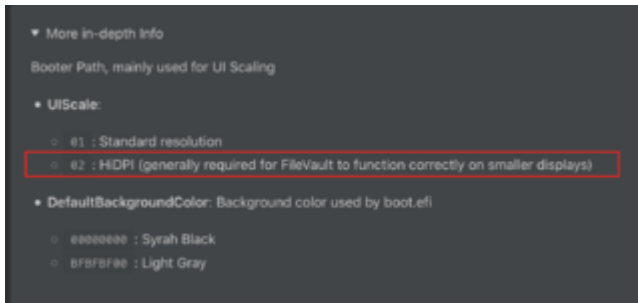 ▼ More in-depth Info
Booter Path, mainly used for UI Scaling
• UIScale:
○ 01 : Standard resolution
○ 02 : HiDPI (generally required for FileVault to function correctly on smaller displays)
• DefaultBackgroundColor: Background color used by boot.efi
○ 00000000 : Syrah Black
○ BFBFBF00 : Light Gray